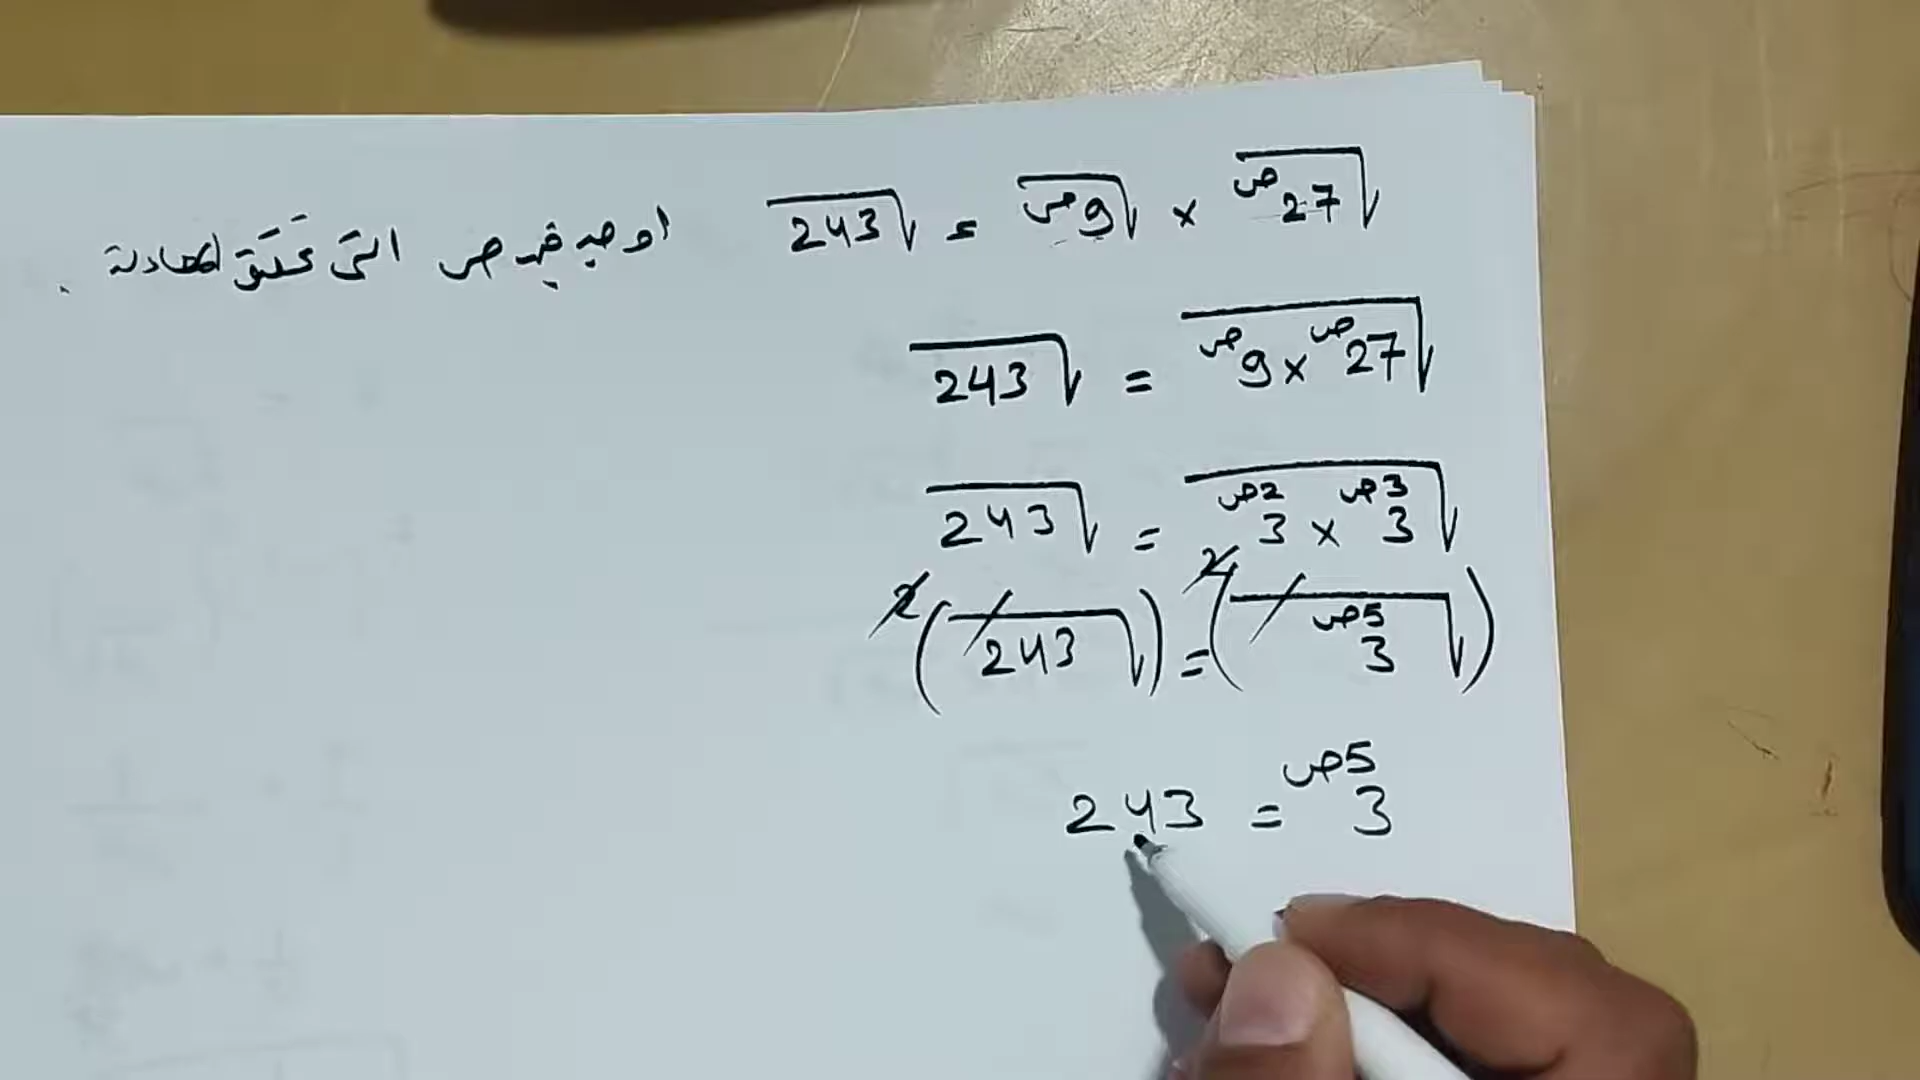 √27^ص × √9^ص = √243 اوجد قيم ص التي تحقق المعادلة .
√(27^ص × 9^ص) = √243
√(3^3ص × 3^2ص) = √243
(√3^5ص)^2 = (√243)^2
3^5ص = 243